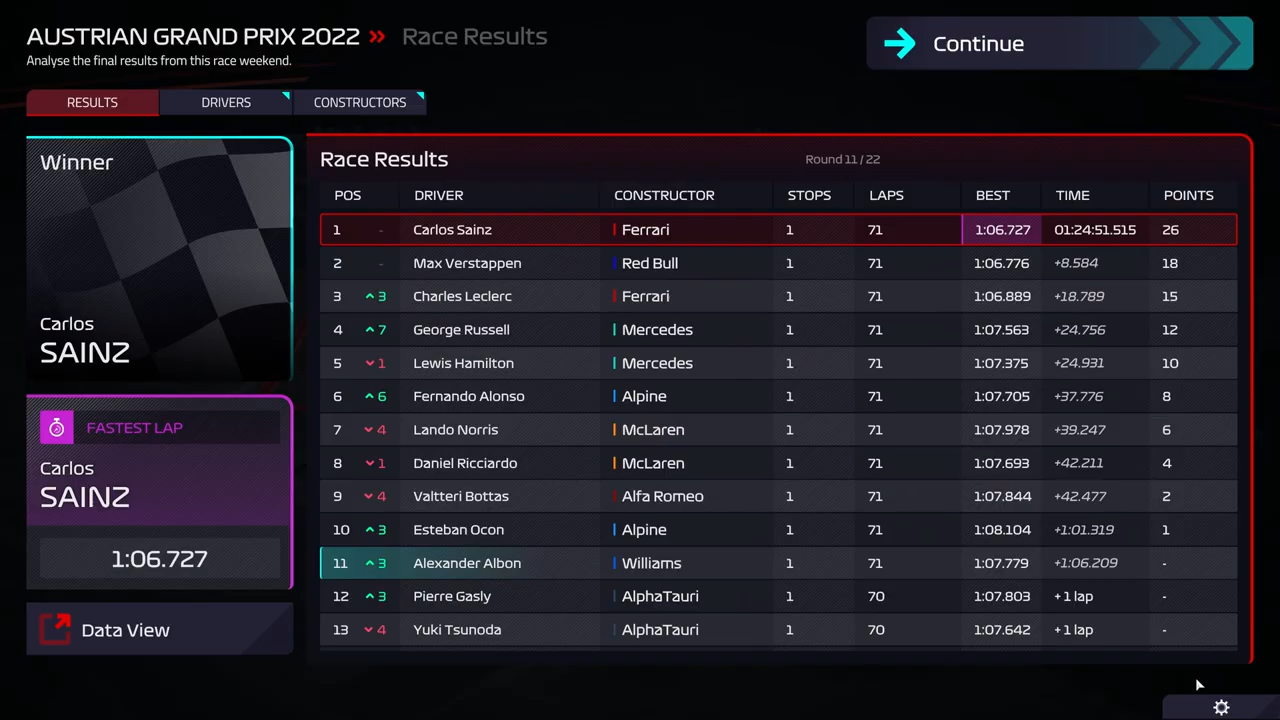 AUSTRIAN GRAND PRIX 2022 Race Results
Analyse the final results from this race weekend.
Continue
RESULTS DRIVERS CONSTRUCTORS
Winner
Carlos
SAINZ
FASTEST LAP
Carlos
SAINZ
1:06.727
Data View
Race Results Round 11 / 22
POS DRIVER CONSTRUCTOR STOPS LAPS BEST TIME POINTS
1 - Carlos Sainz Ferrari 1 71 1:06.727 01:24:51.515 26
2 - Max Verstappen Red Bull 1 71 1:06.776 +8.584 18
3 3 Charles Leclerc Ferrari 1 71 1:06.889 +18.789 15
4 7 George Russell Mercedes 1 71 1:07.563 +24.756 12
5 1 Lewis Hamilton Mercedes 1 71 1:07.375 +24.931 10
6 6 Fernando Alonso Alpine 1 71 1:07.705 +37.776 8
7 4 Lando Norris McLaren 1 71 1:07.978 +39.247 6
8 1 Daniel Ricciardo McLaren 1 71 1:07.693 +42.211 4
9 4 Valtteri Bottas Alfa Romeo 1 71 1:07.844 +42.477 2
10 3 Esteban Ocon Alpine 1 71 1:08.104 +1:01.319 1
11 3 Alexander Albon Williams 1 71 1:07.779 +1:06.209 -
12 3 Pierre Gasly AlphaTauri 1 70 1:07.803 + 1 lap -
13 4 Yuki Tsunoda AlphaTauri 1 70 1:07.642 + 1 lap -